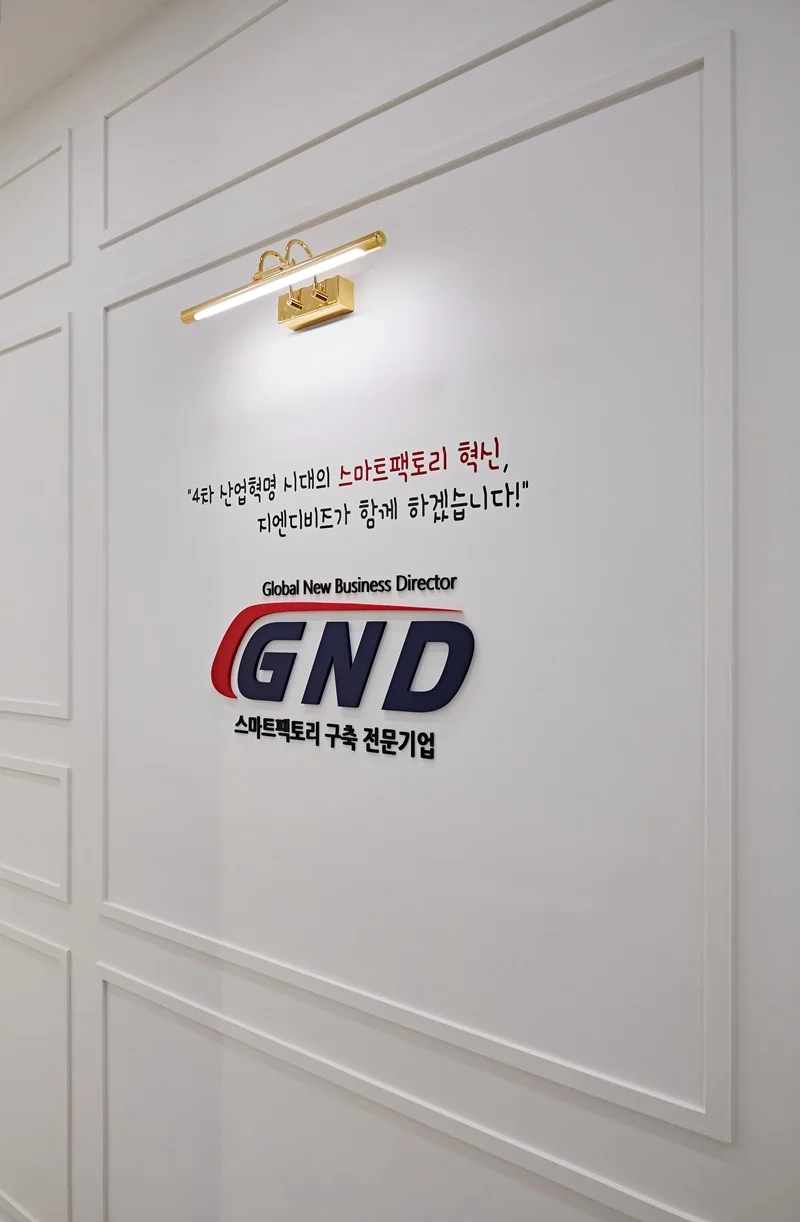 "4차 산업혁명 시대의 스마트팩토리 혁신,
지엔디비즈가 함께 하겠습니다!"
Global New Business Director
GND
스마트팩토리 구축 전문기업